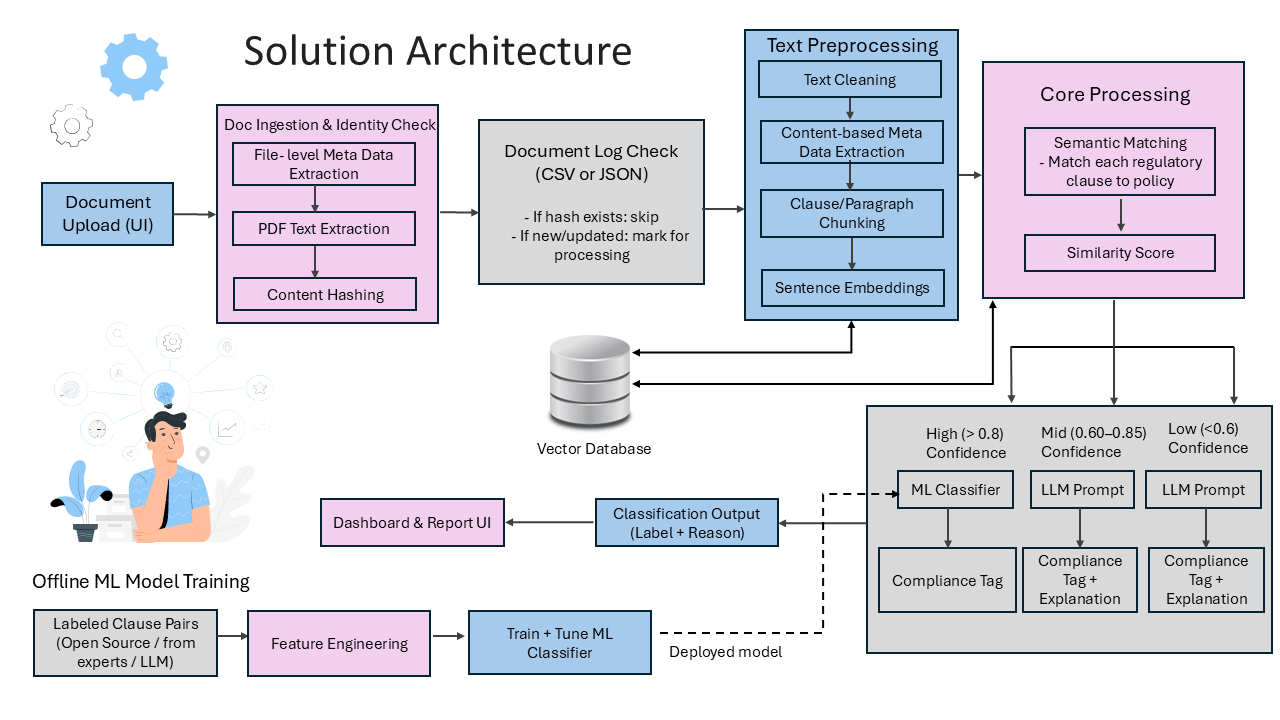 Solution Architecture
Document
Upload (UI)
Doc Ingestion & Identity Check
File- level Meta Data
Extraction
PDF Text Extraction
Content Hashing
Document Log Check
(CSV or JSON)
- If hash exists: skip
- If new/updated: mark for
processing
Text Preprocessing
Text Cleaning
Content-based Meta
Data Extraction
Clause/Paragraph
Chunking
Sentence Embeddings
Core Processing
Semantic Matching
- Match each regulatory
clause to policy
Similarity Score
Vector Database
High (> 0.8)
Confidence
ML Classifier
Compliance Tag
Mid (0.60–0.85)
Confidence
LLM Prompt
Compliance
Tag +
Explanation
Low (<0.6)
Confidence
LLM Prompt
Compliance
Tag +
Explanation
Classification Output
(Label + Reason)
Dashboard & Report UI
Offline ML Model Training
Labeled Clause Pairs
(Open Source / from
experts / LLM)
Feature Engineering
Train + Tune ML
Classifier
Deployed model